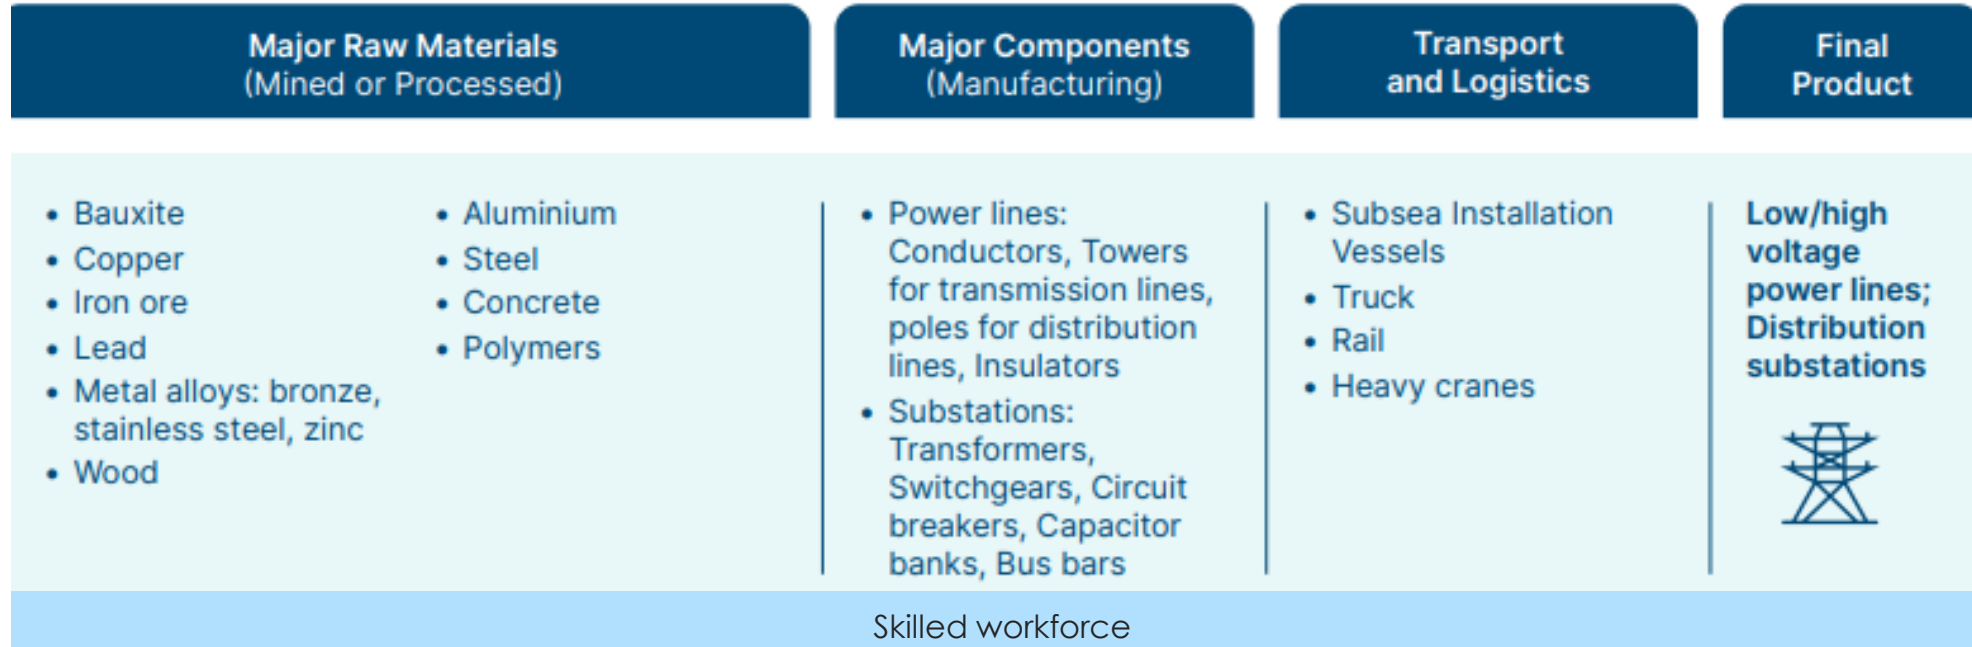 Major Raw Materials
(Mined or Processed)
Major Components
(Manufacturing)
Transport
and Logistics
Final
Product
• Bauxite
• Copper
• Iron ore
• Lead
• Metal alloys: bronze,
stainless steel, zinc
• Wood
• Aluminium
• Steel
• Concrete
• Polymers
• Power lines:
Conductors, Towers
for transmission lines,
poles for distribution
lines, Insulators
• Substations:
Transformers,
Switchgears, Circuit
breakers, Capacitor
banks, Bus bars
• Subsea Installation
Vessels
• Truck
• Rail
• Heavy cranes
Low/high
voltage
power lines;
Distribution
substations
Skilled workforce